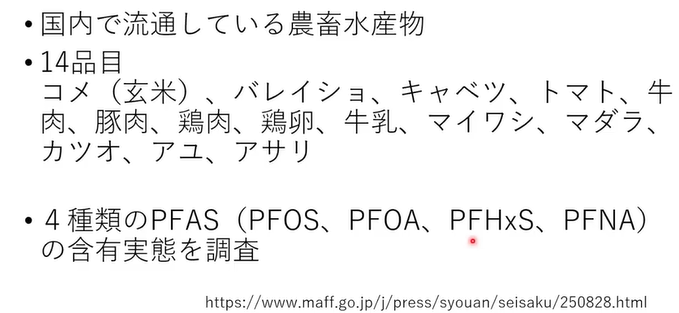 • 国内で流通している農畜水産物
• 14品目
コメ（玄米）、バレイショ、キャベツ、トマト、牛
肉、豚肉、鶏肉、鶏卵、牛乳、マイワシ、マダラ、
カツオ、アユ、アサリ
• ４種類のPFAS（PFOS、PFOA、PFHxS、PFNA）
の含有実態を調査
https://www.maff.go.jp/j/press/syouan/seisaku/250828.html